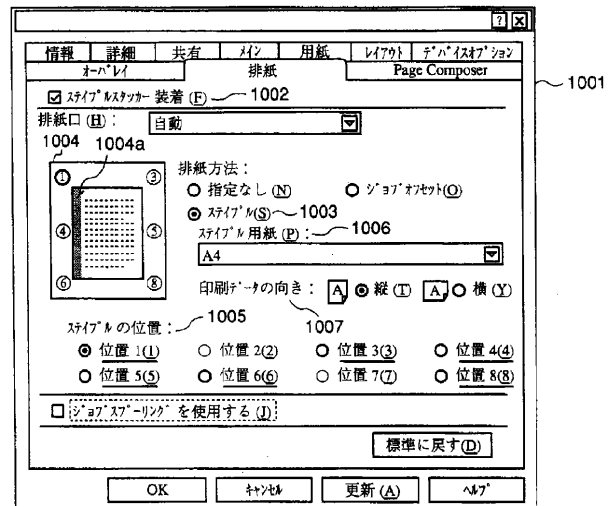 ? X
情報 詳細 共有 ﾒｲﾝ 用紙 ﾚｲｱｳﾄ ﾃﾞﾊﾞｲｽｵﾌﾟｼｮﾝ
ｵｰﾊﾞﾚｲ 排紙 Page Composer
1001
ｽﾃｲﾌﾟﾙｽﾀｯｶｰ 装着 (F) 1002
排紙口 (H) : 自動
1004 1004a
① ③ ④ ⑤ ⑥ ⑧
排紙方法 :
指定なし (N) ｼﾞｮﾌﾞｵﾌｾｯﾄ(O)
ｽﾃｲﾌﾟﾙ(S) 1003
ｽﾃｲﾌﾟﾙ 用紙 (P) : 1006
A4
印刷ﾃﾞｰﾀの向き : A 縦 (T) A 横 (Y)
ｽﾃｲﾌﾟﾙ の位置 : 1005 1007
位置 1(1) 位置 2(2) 位置 3(3) 位置 4(4)
位置 5(5) 位置 6(6) 位置 7(7) 位置 8(8)
ｼﾞｮﾌﾞｽﾌﾟｰﾘﾝｸﾞ を使用する (J)
標準に戻す(D)
OK ｷｬﾝｾﾙ 更新 (A) ﾍﾙﾌﾟ